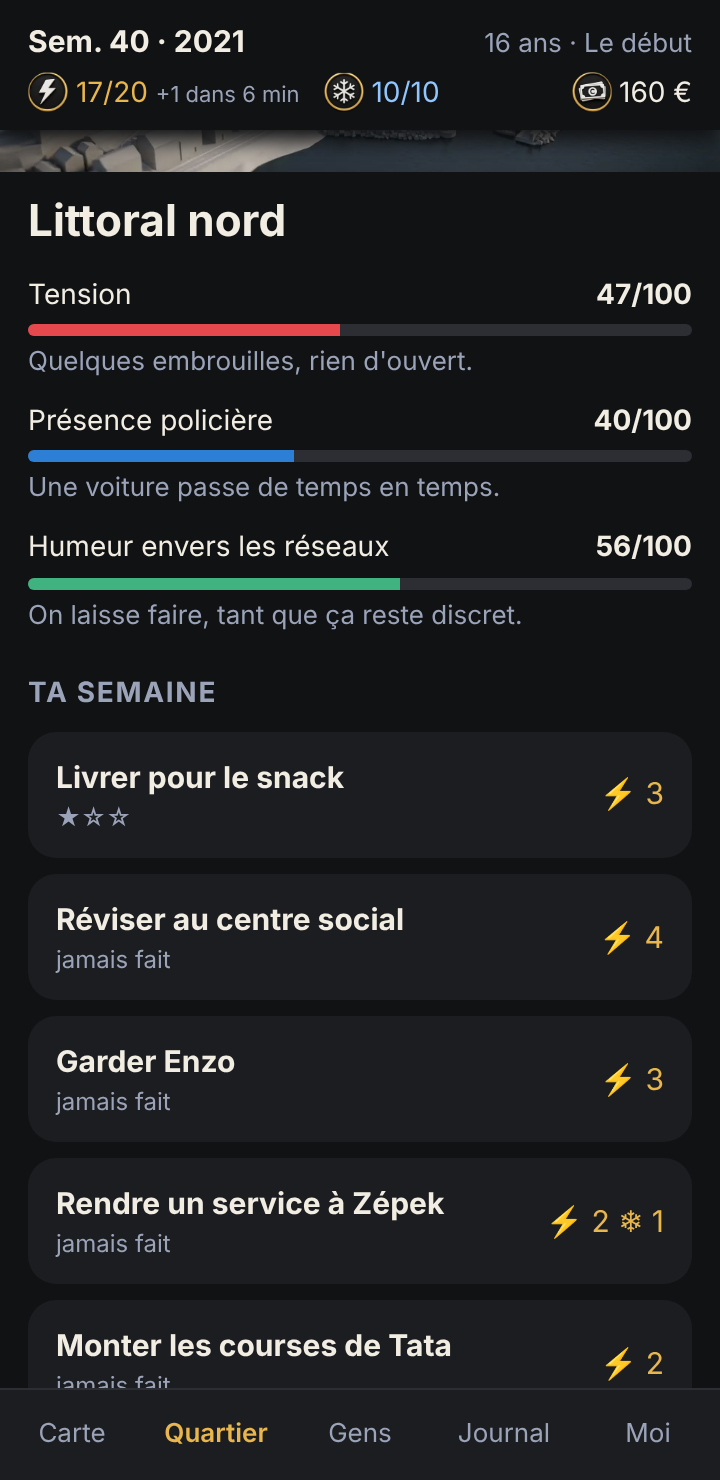 Sem. 40 · 2021
16 ans · Le début
17/20 +1 dans 6 min
10/10
160 €
Littoral nord
Tension
47/100
Quelques embrouilles, rien d'ouvert.
Présence policière
40/100
Une voiture passe de temps en temps.
Humeur envers les réseaux
56/100
On laisse faire, tant que ça reste discret.
TA SEMAINE
Livrer pour le snack
★☆☆
⚡ 3
Réviser au centre social
jamais fait
⚡ 4
Garder Enzo
jamais fait
⚡ 3
Rendre un service à Zépek
jamais fait
⚡ 2 ❄ 1
Monter les courses de Tata
jamais fait
⚡ 2
Carte
Quartier
Gens
Journal
Moi